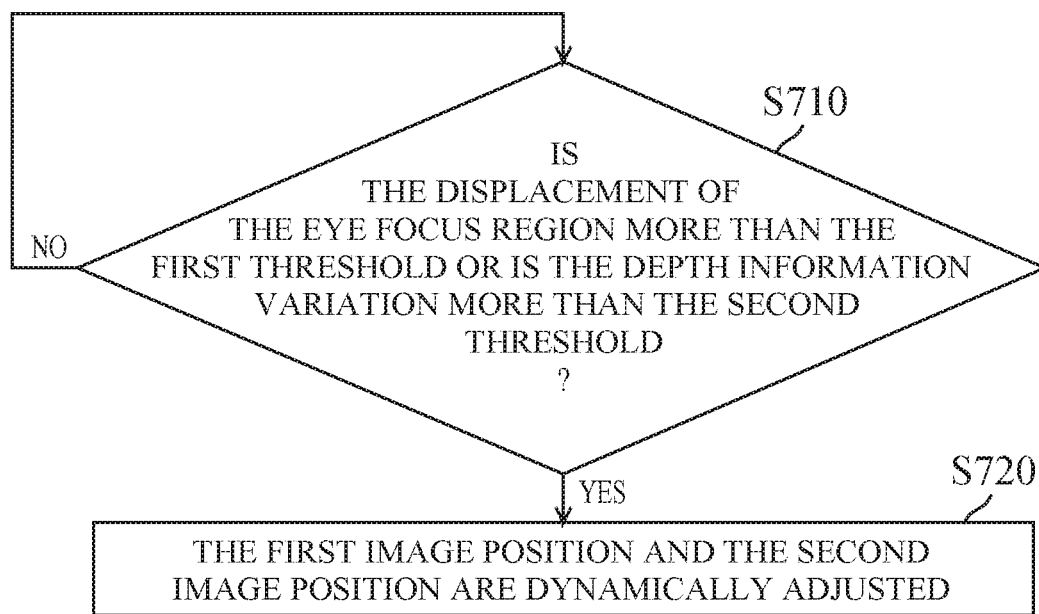 S710
IS
THE DISPLACEMENT OF
THE EYE FOCUS REGION MORE THAN THE
FIRST THRESHOLD OR IS THE DEPTH INFORMATION
VARIATION MORE THAN THE SECOND
THRESHOLD
?
NO
YES
S720
THE FIRST IMAGE POSITION AND THE SECOND
IMAGE POSITION ARE DYNAMICALLY ADJUSTED